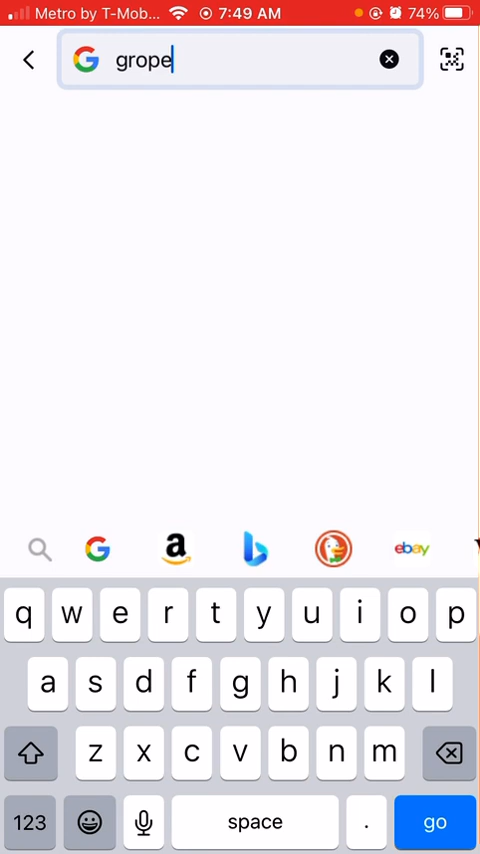 Metro by T-Mob... 7:49 AM 74%
grope
a ebay
q w e r t y u i o p
a s d f g h j k l
z x c v b n m
123 space . go